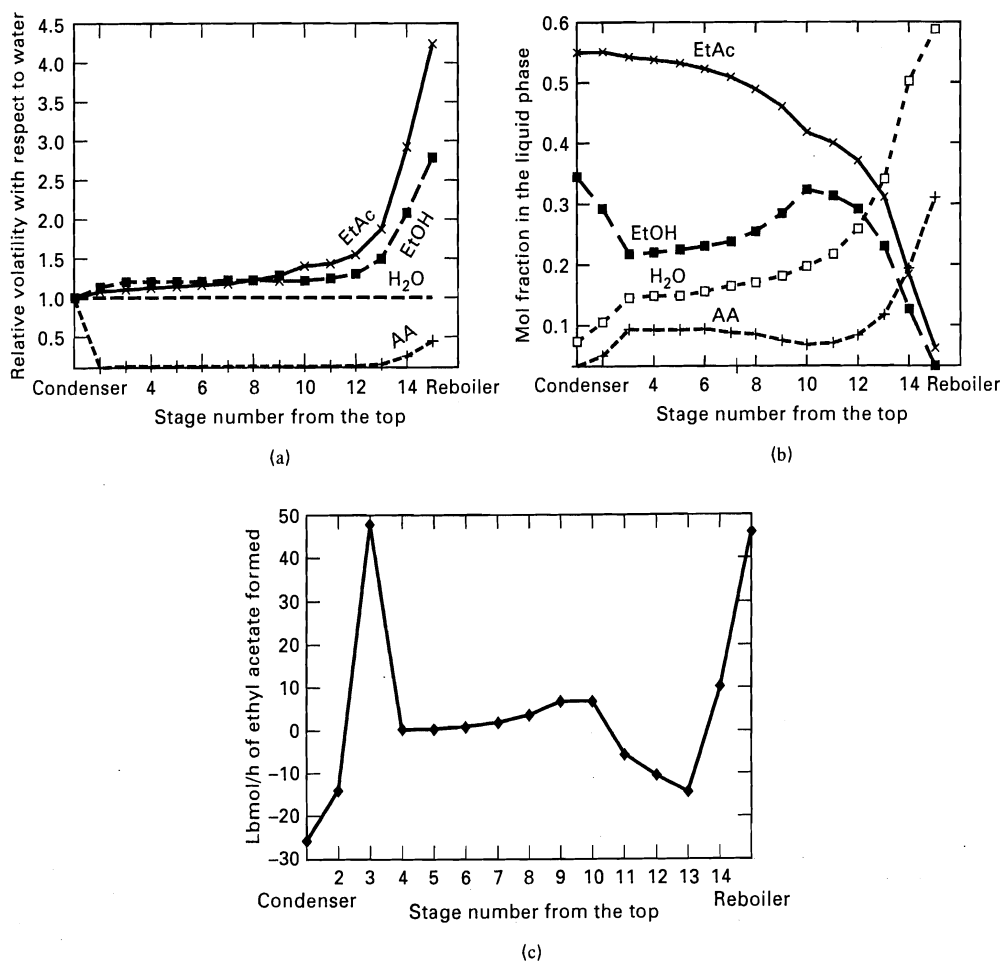 Relative volatility with respect to water
4.5
4.0
3.5
3.0
2.5
2.0
1.5
1.0
0.5
EtAc
EtOH
H₂O
AA
Condenser 4 6 8 10 12 14 Reboiler
Stage number from the top
(a)
Mol fraction in the liquid phase
0.6
0.5
0.4
0.3
0.2
0.1
EtAc
EtOH
H₂O
AA
Condenser 4 6 8 10 12 14 Reboiler
Stage number from the top
(b)
Lbmol/h of ethyl acetate formed
50
40
30
20
10
0
−10
−20
−30
2 3 4 5 6 7 8 9 10 11 12 13 14
Condenser Reboiler
Stage number from the top
(c)